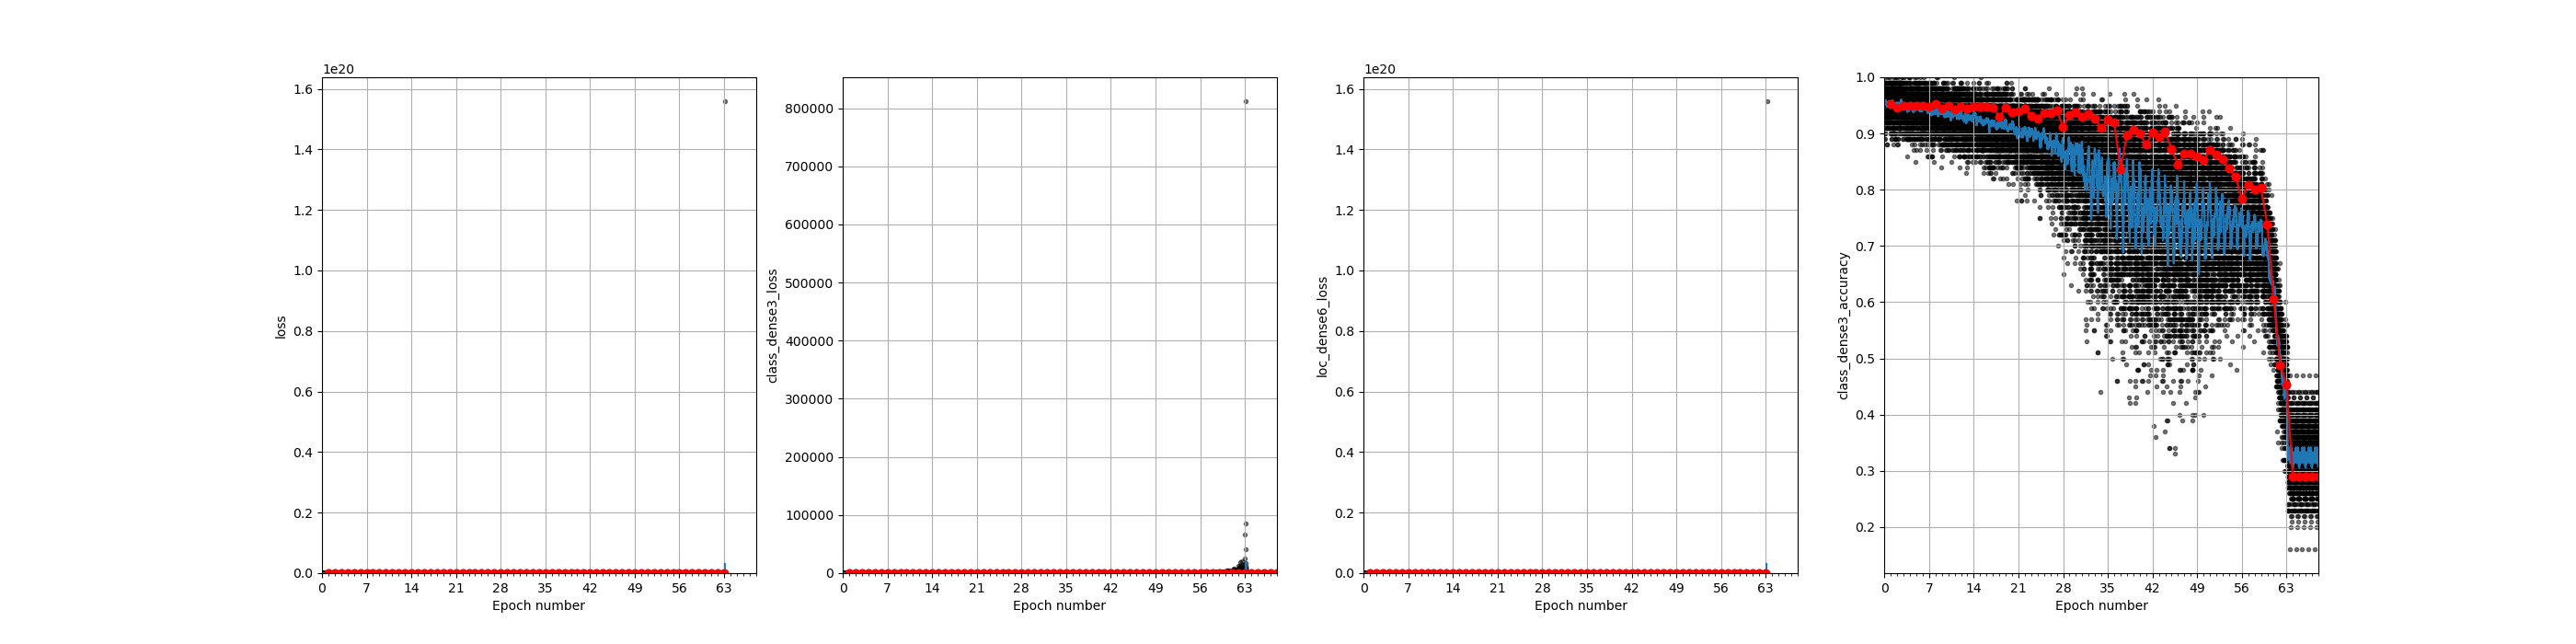 1e20
1.6
1.4
1.2
1.0
0.8
0.6
0.4
0.2
0.0
loss
0 7 14 21 28 35 42 49 56 63
Epoch number
800000
700000
600000
500000
400000
300000
200000
100000
0
class_dense3_loss
0 7 14 21 28 35 42 49 56 63
Epoch number
1e20
1.6
1.4
1.2
1.0
0.8
0.6
0.4
0.2
0.0
loc_dense6_loss
0 7 14 21 28 35 42 49 56 63
Epoch number
1.0
0.9
0.8
0.7
0.6
0.5
0.4
0.3
0.2
class_dense3_accuracy
0 7 14 21 28 35 42 49 56 63
Epoch number